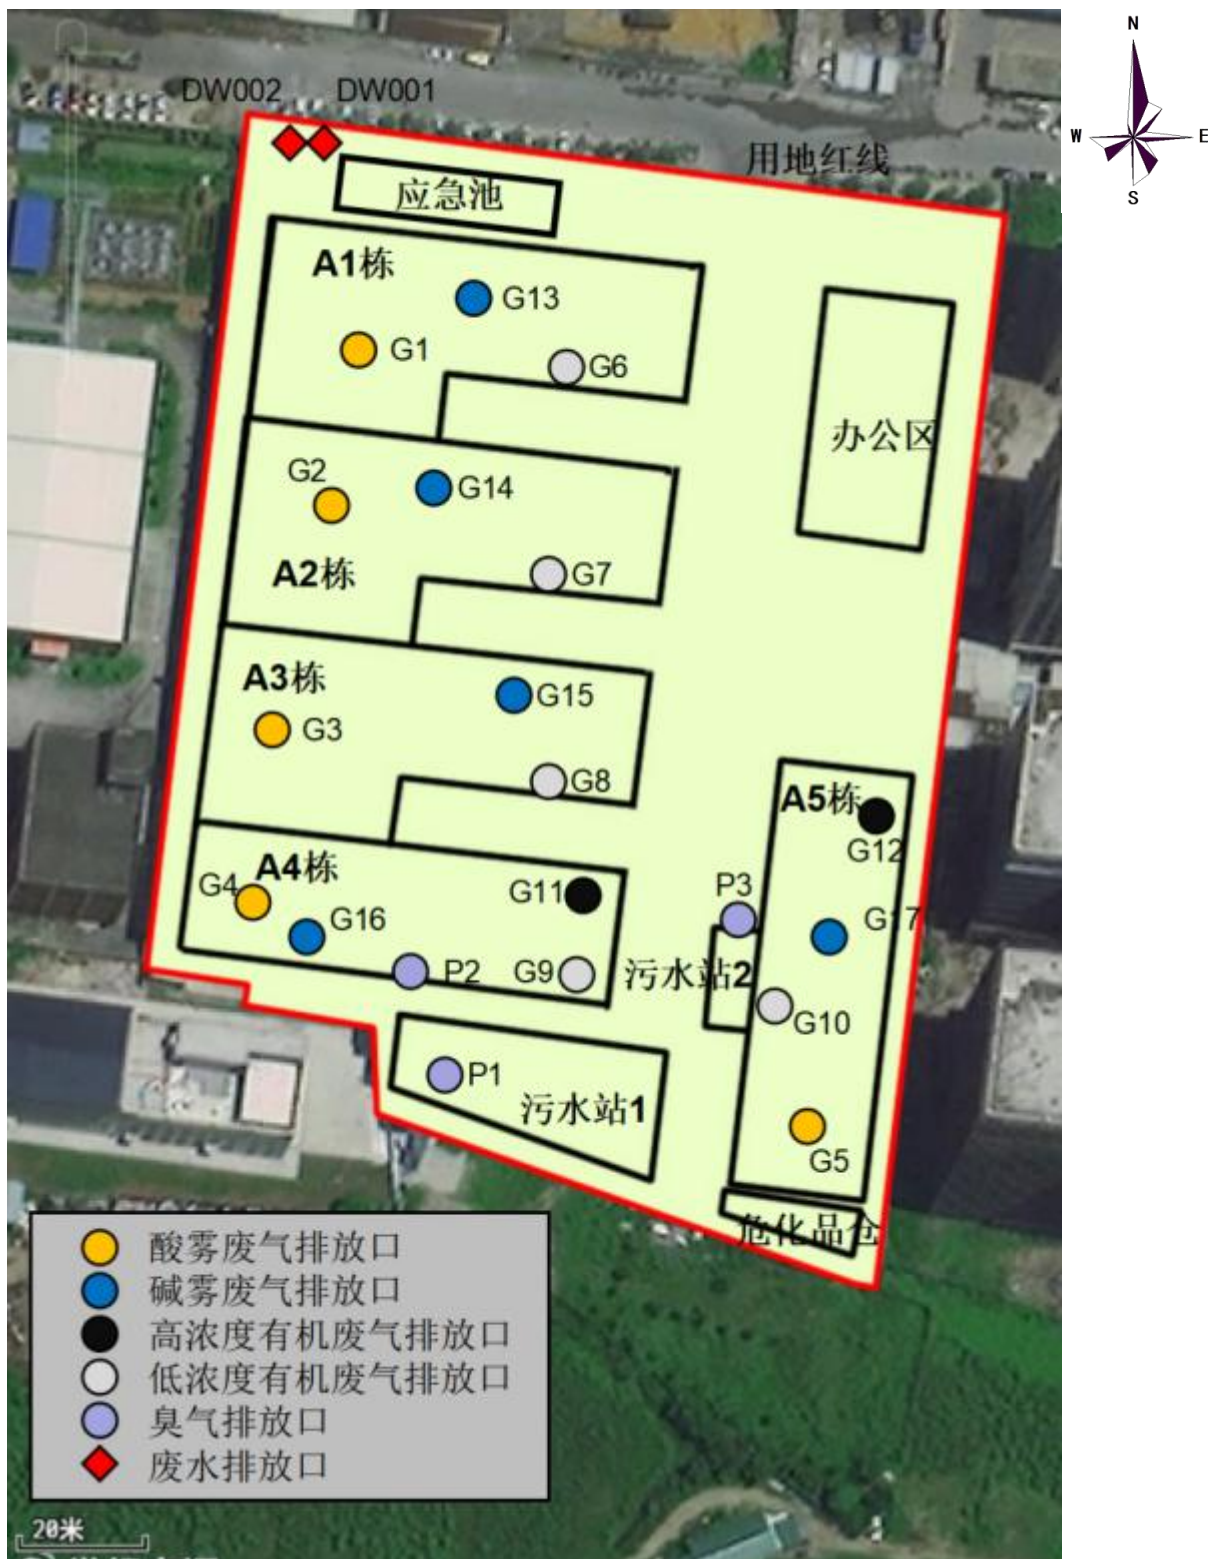 N
W
E
S
DW002
DW001
用地红线
应急池
A1栋
G13
G1
G6
办公区
G2
G14
A2栋
G7
A3栋
G15
G3
G8
A5栋
G12
A4栋
G4
G11
P3
G16
G17
P2
G9
污水站2
G10
P1
污水站1
G5
危化品仓
酸雾废气排放口
碱雾废气排放口
高浓度有机废气排放口
低浓度有机废气排放口
臭气排放口
废水排放口
20米